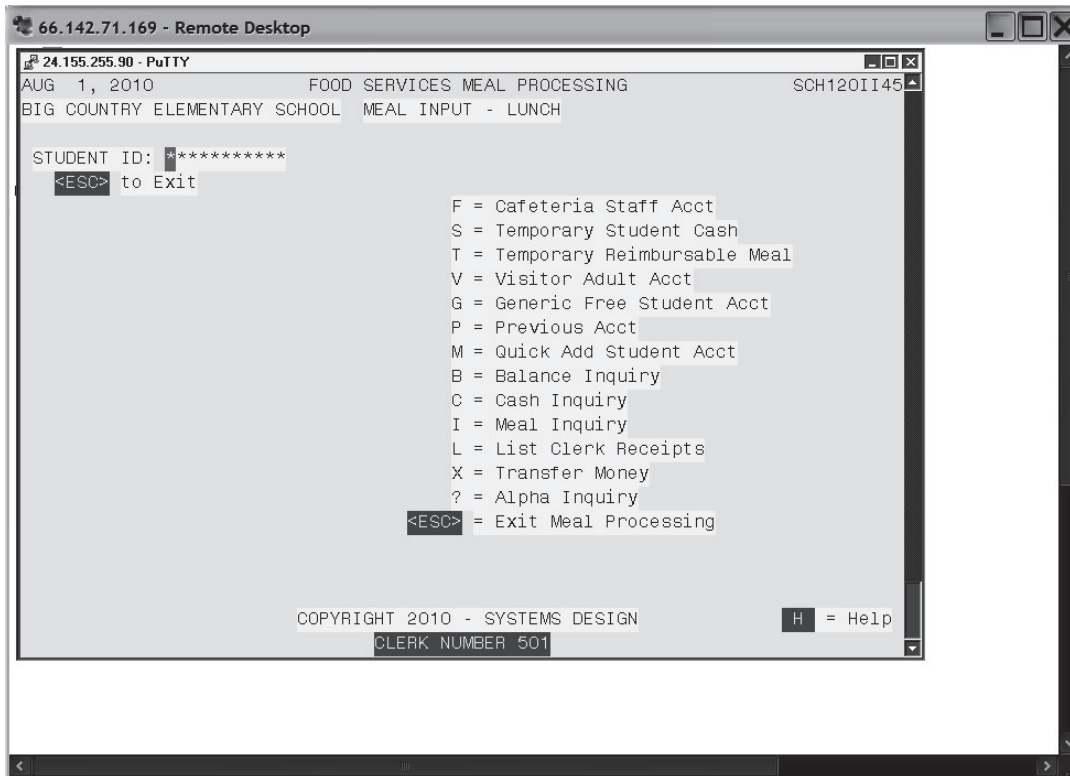 66.142.71.169 - Remote Desktop
24.155.255.90 - PuTTY
AUG 1, 2010 FOOD SERVICES MEAL PROCESSING SCH120II45
BIG COUNTRY ELEMENTARY SCHOOL MEAL INPUT - LUNCH
STUDENT ID: ***********
<ESC> to Exit
F = Cafeteria Staff Acct
S = Temporary Student Cash
T = Temporary Reimbursable Meal
V = Visitor Adult Acct
G = Generic Free Student Acct
P = Previous Acct
M = Quick Add Student Acct
B = Balance Inquiry
C = Cash Inquiry
I = Meal Inquiry
L = List Clerk Receipts
X = Transfer Money
? = Alpha Inquiry
<ESC> = Exit Meal Processing
COPYRIGHT 2010 - SYSTEMS DESIGN H = Help
CLERK NUMBER 501